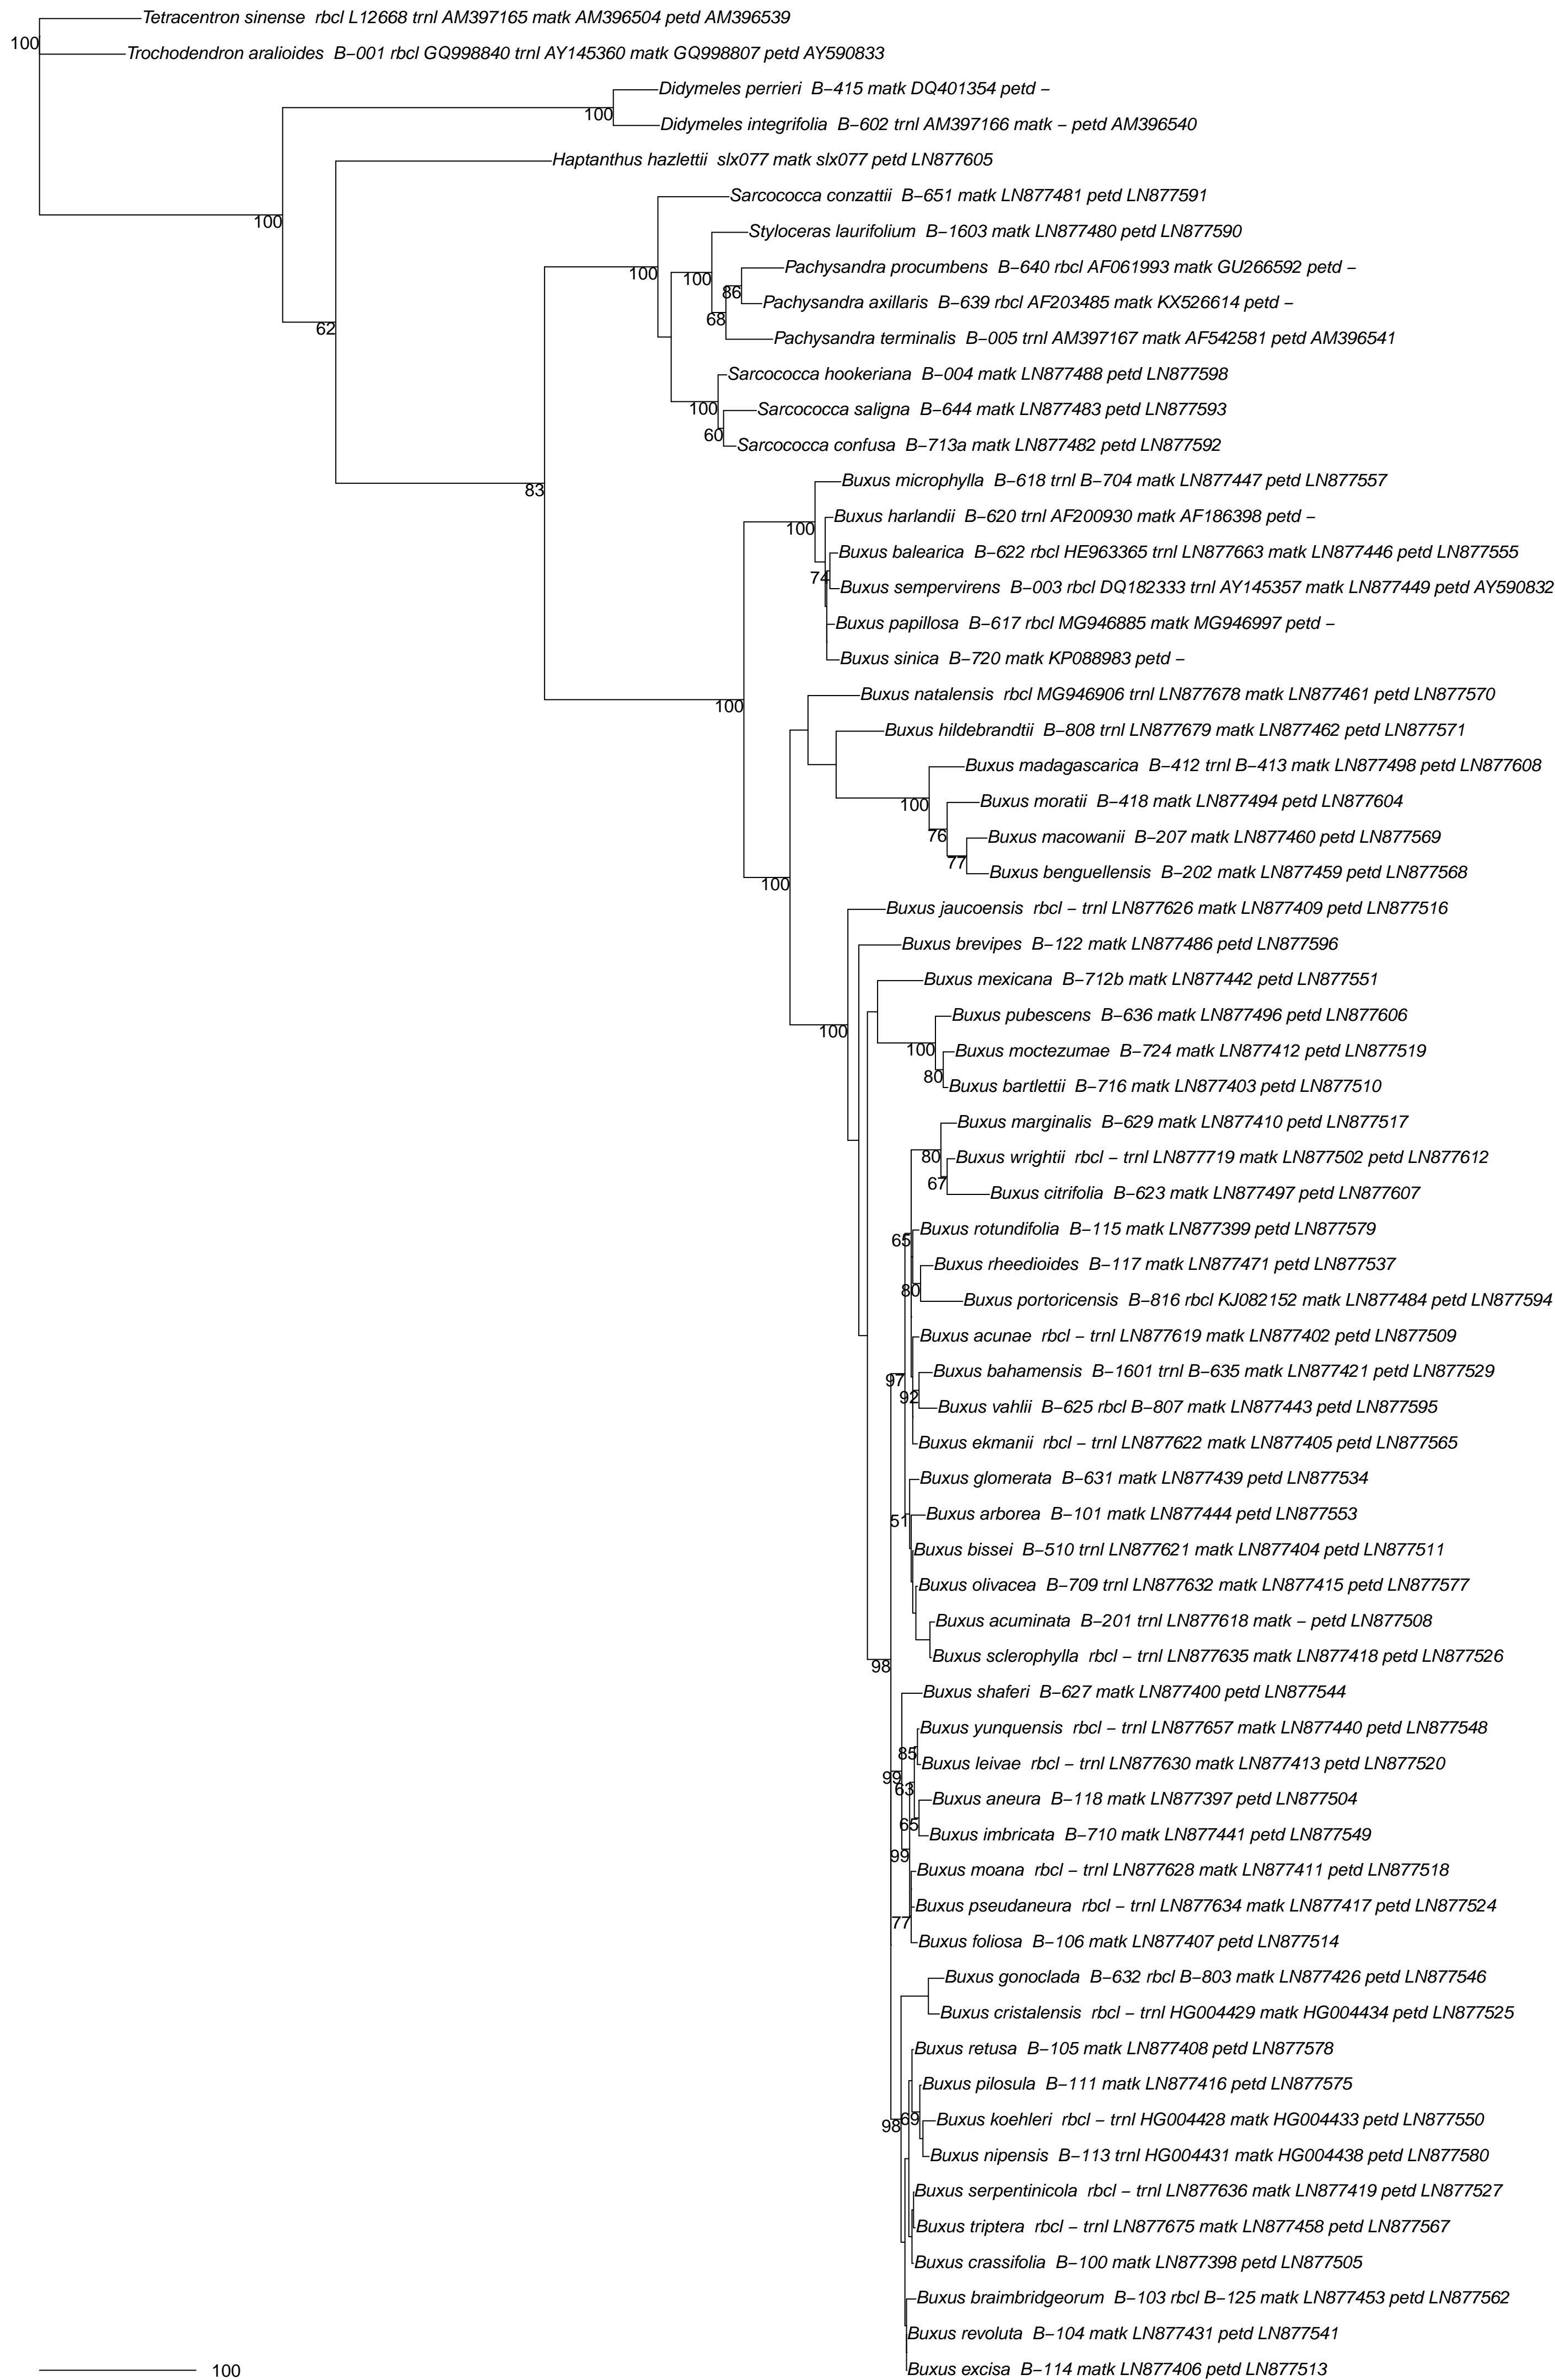 Tetracentron sinense rbcl L12668 trnl AM397165 matk AM396504 petd AM396539
100
Trochodendron aralioides B−001 rbcl GQ998840 trnl AY145360 matk GQ998807 petd AY590833
Didymeles perrieri B−415 matk DQ401354 petd −
100
Didymeles integrifolia B−602 trnl AM397166 matk − petd AM396540
Haptanthus hazlettii slx077 matk slx077 petd LN877605
Sarcococca conzattii B−651 matk LN877481 petd LN877591
100
Styloceras laurifolium B−1603 matk LN877480 petd LN877590
Pachysandra procumbens B−640 rbcl AF061993 matk GU266592 petd −
100
100
86
Pachysandra axillaris B−639 rbcl AF203485 matk KX526614 petd −
68
62
Pachysandra terminalis B−005 trnl AM397167 matk AF542581 petd AM396541
Sarcococca hookeriana B−004 matk LN877488 petd LN877598
100
Sarcococca saligna B−644 matk LN877483 petd LN877593
60
Sarcococca confusa B−713a matk LN877482 petd LN877592
Buxus microphylla B−618 trnl B−704 matk LN877447 petd LN877557
83
Buxus harlandii B−620 trnl AF200930 matk AF186398 petd −
100
Buxus balearica B−622 rbcl HE963365 trnl LN877663 matk LN877446 petd LN877555
74
Buxus sempervirens B−003 rbcl DQ182333 trnl AY145357 matk LN877449 petd AY590832
Buxus papillosa B−617 rbcl MG946885 matk MG946997 petd −
Buxus sinica B−720 matk KP088983 petd −
Buxus natalensis rbcl MG946906 trnl LN877678 matk LN877461 petd LN877570
100
Buxus hildebrandtii B−808 trnl LN877679 matk LN877462 petd LN877571
Buxus madagascarica B−412 trnl B−413 matk LN877498 petd LN877608
100
Buxus moratii B−418 matk LN877494 petd LN877604
76
Buxus macowanii B−207 matk LN877460 petd LN877569
77
Buxus benguellensis B−202 matk LN877459 petd LN877568
100
Buxus jaucoensis rbcl − trnl LN877626 matk LN877409 petd LN877516
Buxus brevipes B−122 matk LN877486 petd LN877596
Buxus mexicana B−712b matk LN877442 petd LN877551
Buxus pubescens B−636 matk LN877496 petd LN877606
100
100
Buxus moctezumae B−724 matk LN877412 petd LN877519
80
Buxus bartlettii B−716 matk LN877403 petd LN877510
Buxus marginalis B−629 matk LN877410 petd LN877517
80
Buxus wrightii rbcl − trnl LN877719 matk LN877502 petd LN877612
67
Buxus citrifolia B−623 matk LN877497 petd LN877607
Buxus rotundifolia B−115 matk LN877399 petd LN877579
65
Buxus rheedioides B−117 matk LN877471 petd LN877537
80
Buxus portoricensis B−816 rbcl KJ082152 matk LN877484 petd LN877594
Buxus acunae rbcl − trnl LN877619 matk LN877402 petd LN877509
Buxus bahamensis B−1601 trnl B−635 matk LN877421 petd LN877529
97
92
Buxus vahlii B−625 rbcl B−807 matk LN877443 petd LN877595
Buxus ekmanii rbcl − trnl LN877622 matk LN877405 petd LN877565
Buxus glomerata B−631 matk LN877439 petd LN877534
Buxus arborea B−101 matk LN877444 petd LN877553
51
Buxus bissei B−510 trnl LN877621 matk LN877404 petd LN877511
Buxus olivacea B−709 trnl LN877632 matk LN877415 petd LN877577
Buxus acuminata B−201 trnl LN877618 matk − petd LN877508
Buxus sclerophylla rbcl − trnl LN877635 matk LN877418 petd LN877526
98
Buxus shaferi B−627 matk LN877400 petd LN877544
Buxus yunquensis rbcl − trnl LN877657 matk LN877440 petd LN877548
85
Buxus leivae rbcl − trnl LN877630 matk LN877413 petd LN877520
99
63
Buxus aneura B−118 matk LN877397 petd LN877504
65
Buxus imbricata B−710 matk LN877441 petd LN877549
99
Buxus moana rbcl − trnl LN877628 matk LN877411 petd LN877518
Buxus pseudaneura rbcl − trnl LN877634 matk LN877417 petd LN877524
77
Buxus foliosa B−106 matk LN877407 petd LN877514
Buxus gonoclada B−632 rbcl B−803 matk LN877426 petd LN877546
Buxus cristalensis rbcl − trnl HG004429 matk HG004434 petd LN877525
Buxus retusa B−105 matk LN877408 petd LN877578
Buxus pilosula B−111 matk LN877416 petd LN877575
69
98
Buxus koehleri rbcl − trnl HG004428 matk HG004433 petd LN877550
Buxus nipensis B−113 trnl HG004431 matk HG004438 petd LN877580
Buxus serpentinicola rbcl − trnl LN877636 matk LN877419 petd LN877527
Buxus triptera rbcl − trnl LN877675 matk LN877458 petd LN877567
Buxus crassifolia B−100 matk LN877398 petd LN877505
Buxus braimbridgeorum B−103 rbcl B−125 matk LN877453 petd LN877562
Buxus revoluta B−104 matk LN877431 petd LN877541
Buxus excisa B−114 matk LN877406 petd LN877513
100